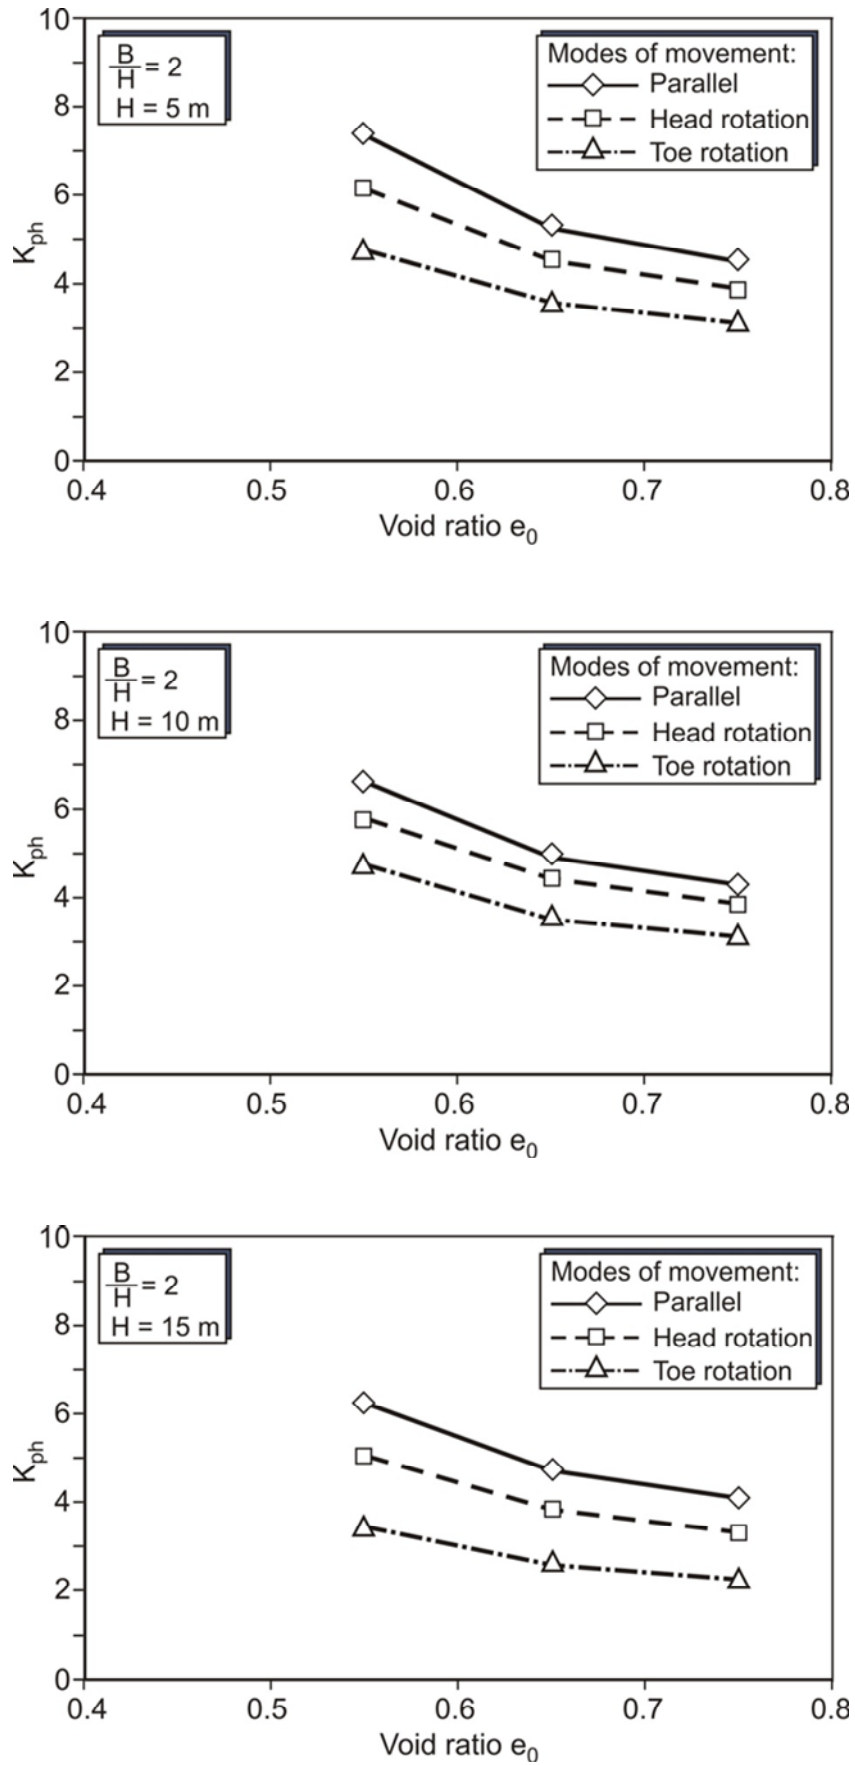 10
8
6
4
2
0
K_ph
B
H
= 2
H = 5 m
Modes of movement:
Parallel
Head rotation
Toe rotation
0.4 0.5 0.6 0.7 0.8
Void ratio e_0
10
8
6
4
2
0
K_ph
B
H
= 2
H = 10 m
Modes of movement:
Parallel
Head rotation
Toe rotation
0.4 0.5 0.6 0.7 0.8
Void ratio e_0
10
8
6
4
2
0
K_ph
B
H
= 2
H = 15 m
Modes of movement:
Parallel
Head rotation
Toe rotation
0.4 0.5 0.6 0.7 0.8
Void ratio e_0